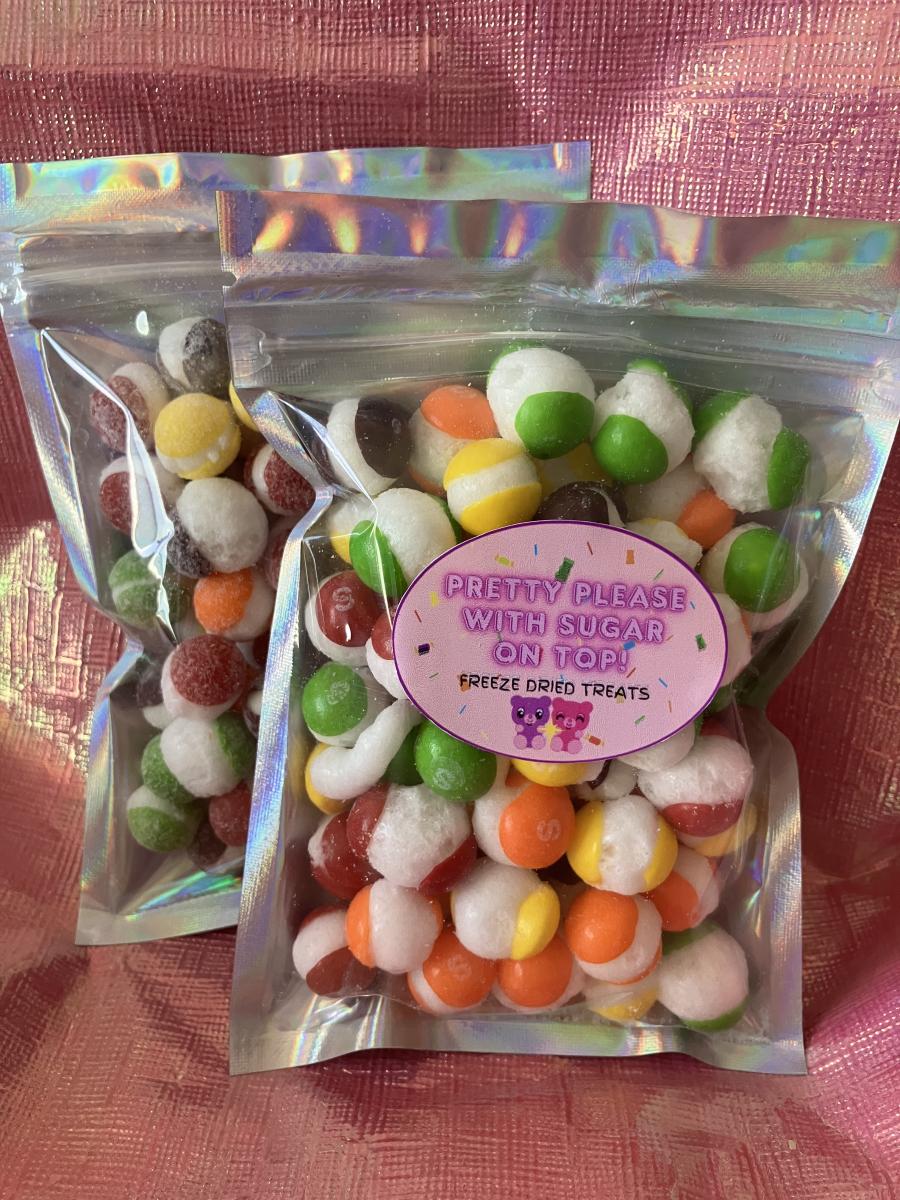 PRETTY PLEASE
WITH SUGAR
ON TOP!
FREEZE DRIED TREATS
S
S
S